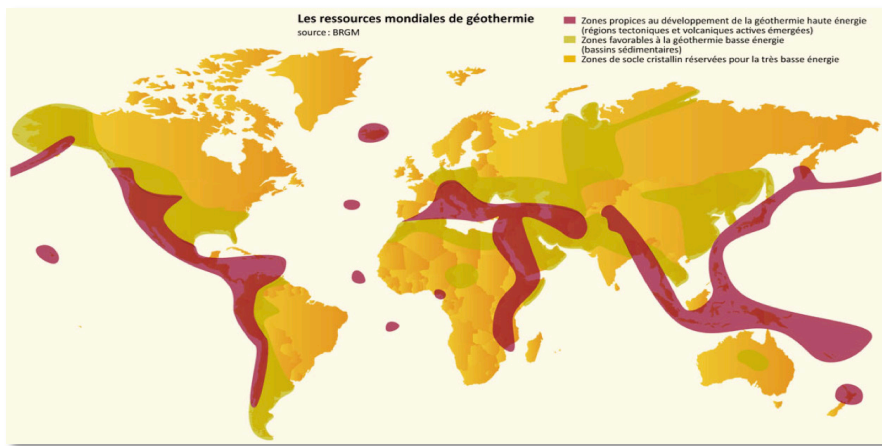 Les ressources mondiales de géothermie
source : BRGM
Zones propices au développement de la géothermie haute énergie
(régions tectoniques et volcaniques actives émergées)
Zones favorables à la géothermie basse énergie
(bassins sédimentaires)
Zones de socle cristallin réservées pour la très basse énergie